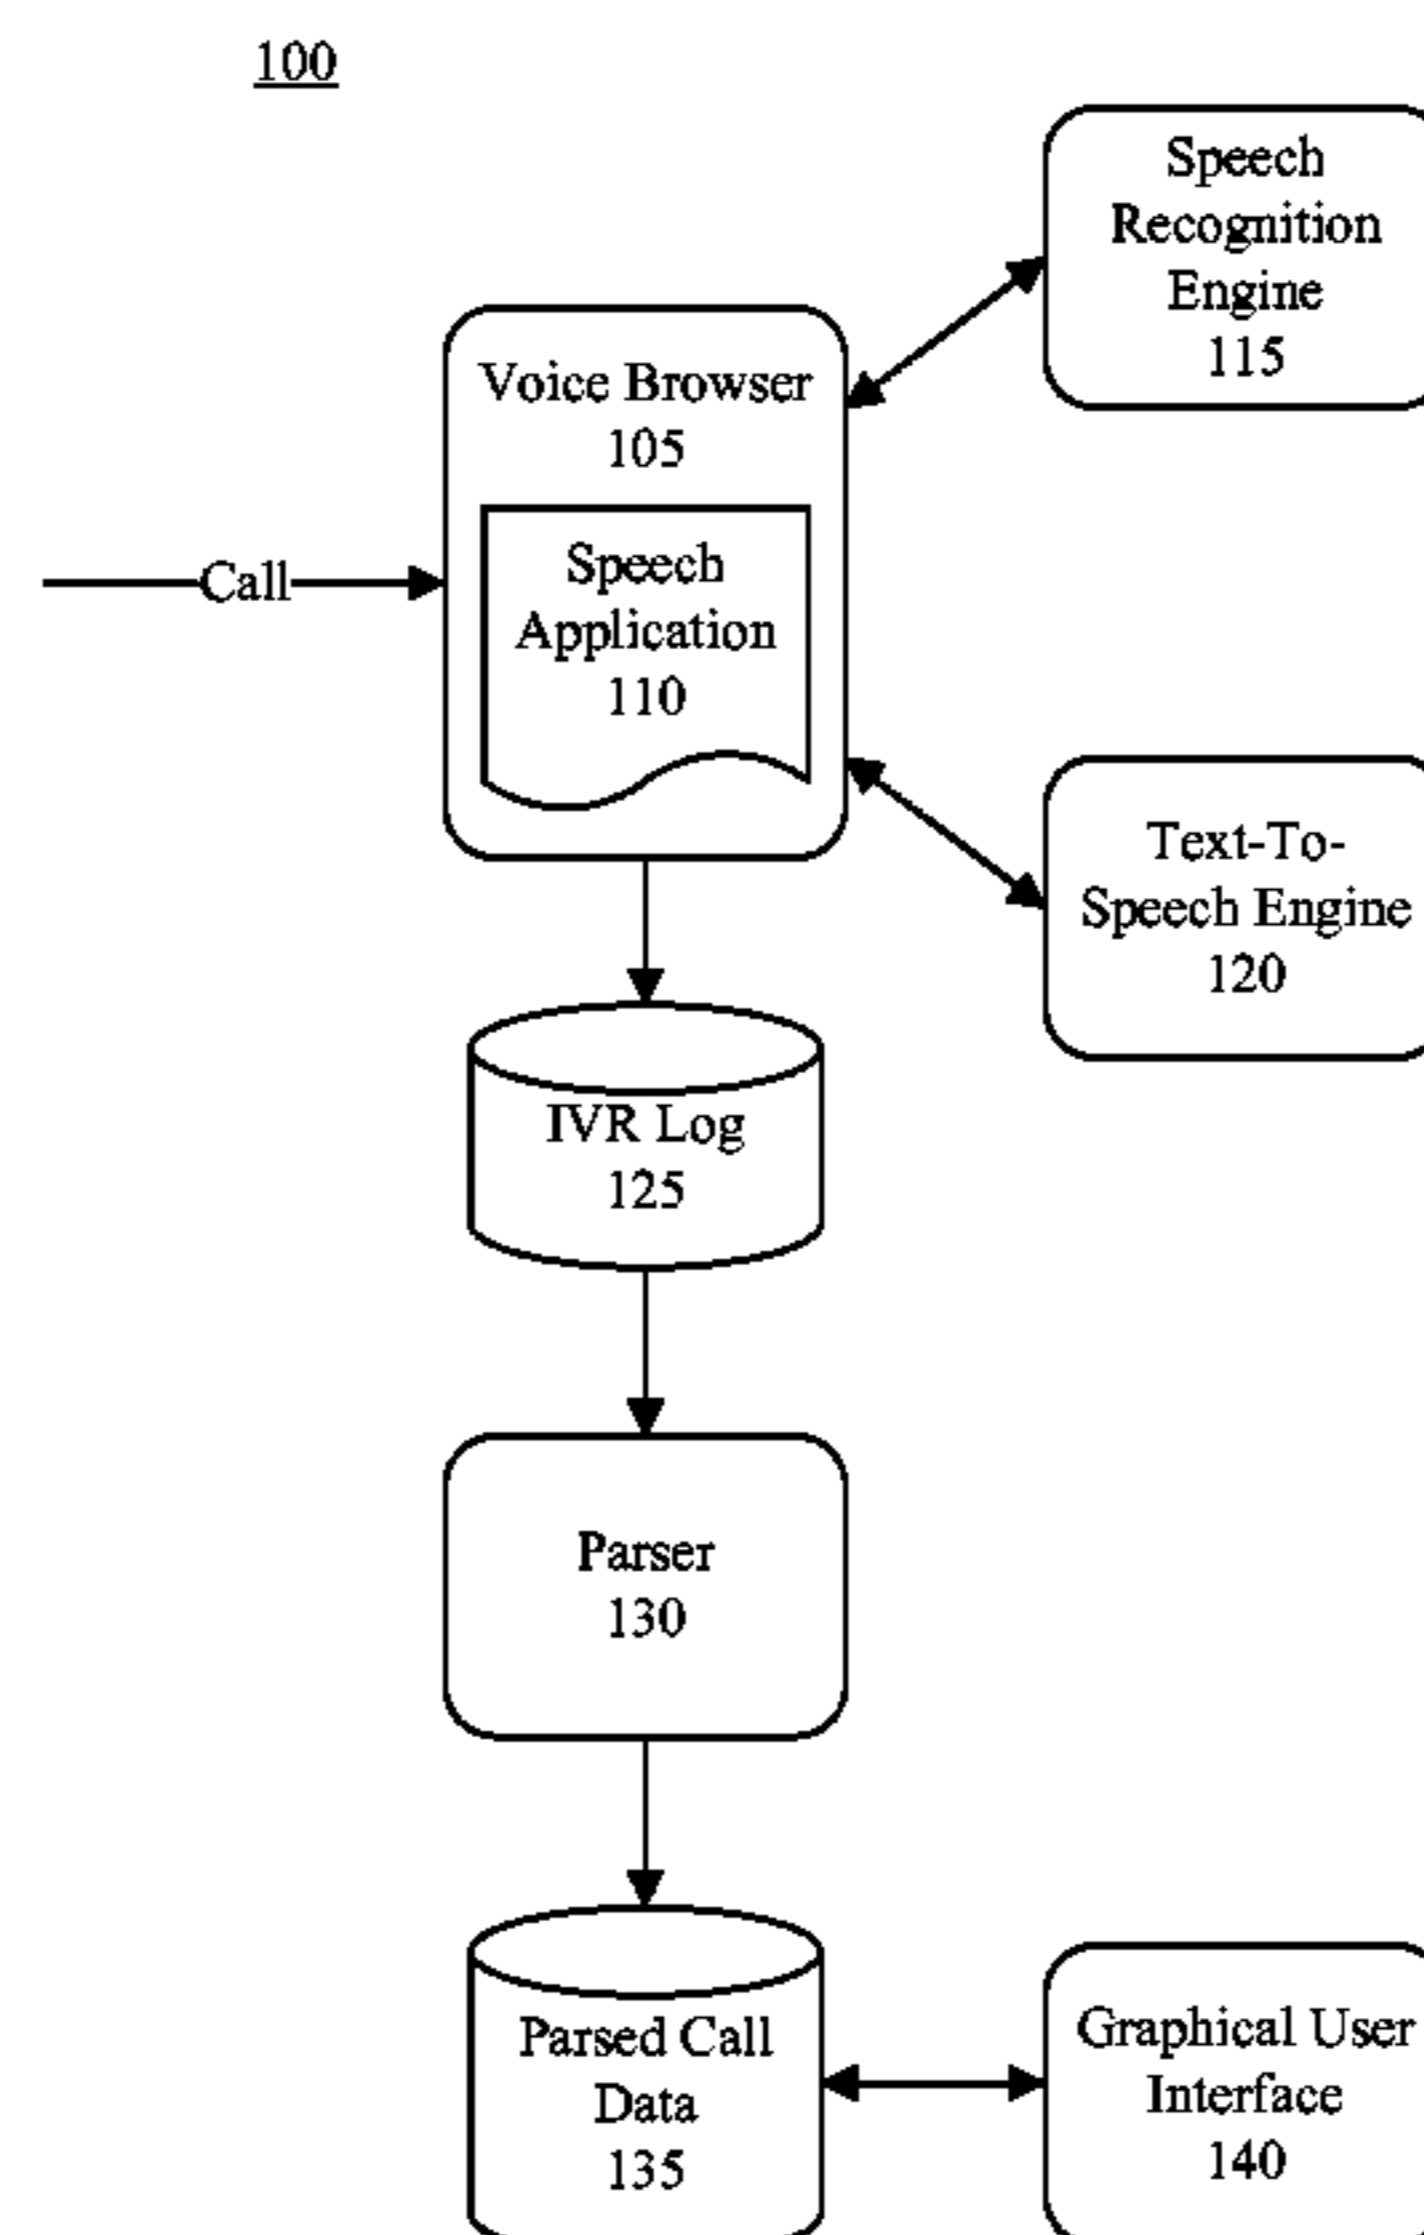 100
Speech
Recognition
Engine
115
Voice Browser
105
Speech
Application
110
Call
Text-To-
Speech Engine
120
IVR Log
125
Parser
130
Parsed Call
Data
135
Graphical User
Interface
140